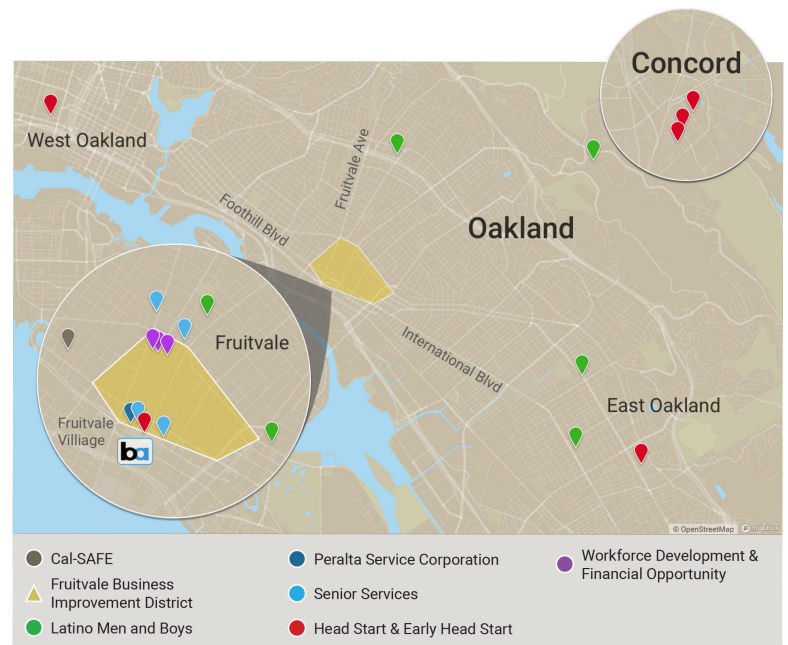 Concord
West Oakland
Fruitvale Ave
Foothill Blvd
Oakland
Fruitvale
International Blvd
East Oakland
Fruitvale
Villiage
ba
© OpenStreetMap
mapbox
Cal-SAFE
Fruitvale Business
Improvement District
Latino Men and Boys
Peralta Service Corporation
Senior Services
Head Start & Early Head Start
Workforce Development &
Financial Opportunity